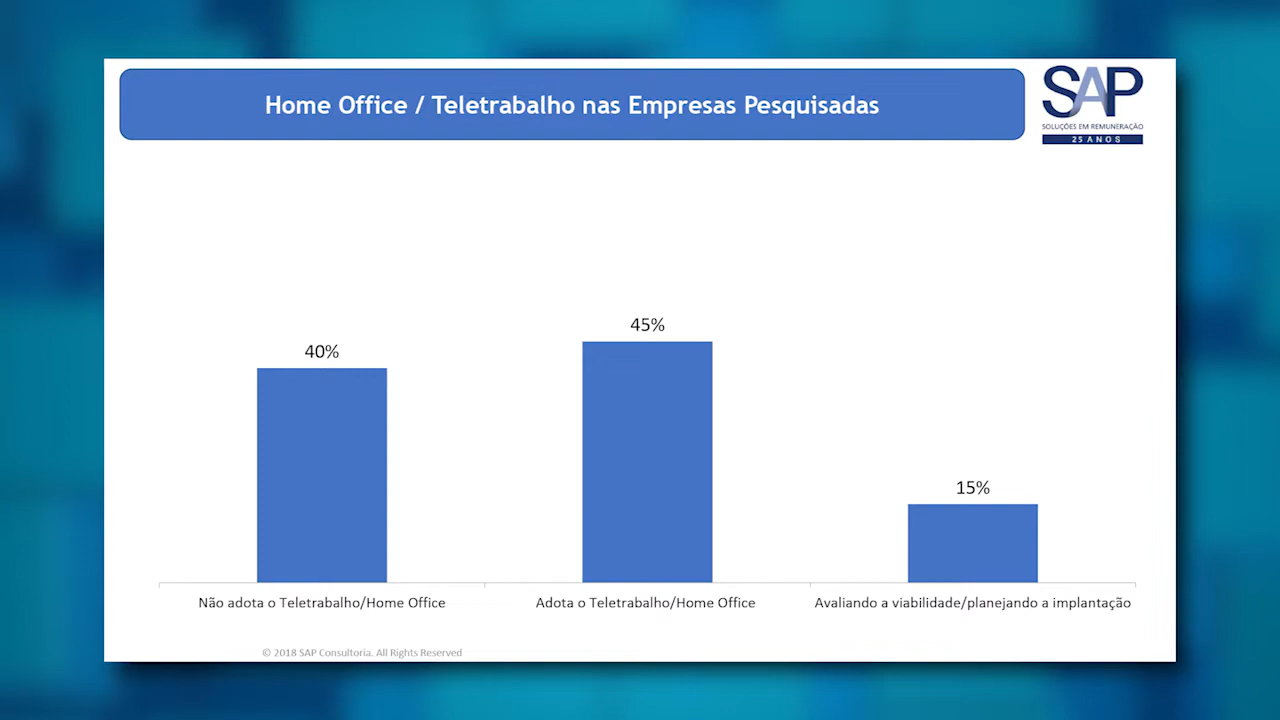 Home Office / Teletrabalho nas Empresas Pesquisadas
SAP
SOLUÇÕES EM REMUNERAÇÃO
25 ANOS
40%
45%
15%
Não adota o Teletrabalho/Home Office
Adota o Teletrabalho/Home Office
Avaliando a viabilidade/planejando a implantação
© 2018 SAP Consultoria. All Rights Reserved